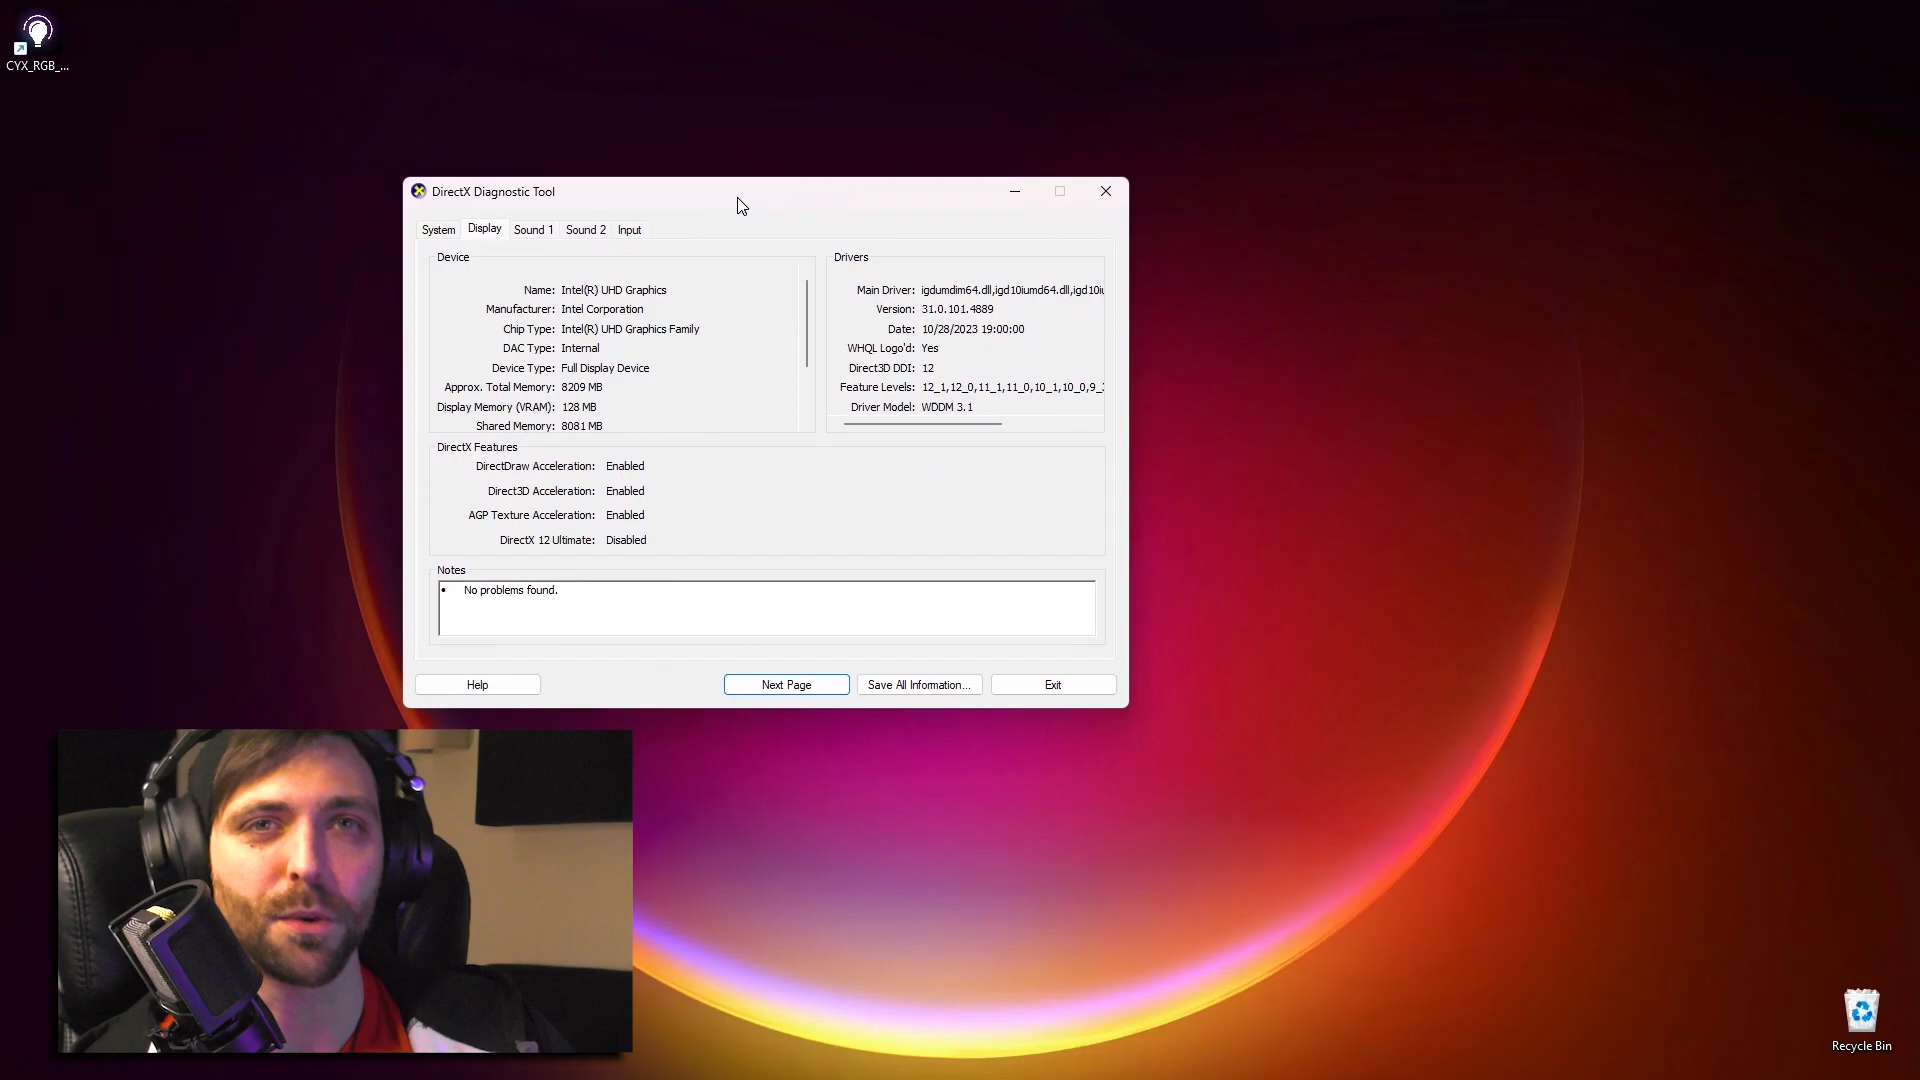 CYX_RGB_...
DirectX Diagnostic Tool
System
Display
Sound 1
Sound 2
Input
Device
Name: Intel(R) UHD Graphics
Manufacturer: Intel Corporation
Chip Type: Intel(R) UHD Graphics Family
DAC Type: Internal
Device Type: Full Display Device
Approx. Total Memory: 8209 MB
Display Memory (VRAM): 128 MB
Shared Memory: 8081 MB
Drivers
Main Driver: igdumdim64.dll,igd10iumd64.dll,igd10iu
Version: 31.0.101.4889
Date: 10/28/2023 19:00:00
WHQL Logo'd: Yes
Direct3D DDI: 12
Feature Levels: 12_1,12_0,11_1,11_0,10_1,10_0,9_3
Driver Model: WDDM 3.1
DirectX Features
DirectDraw Acceleration: Enabled
Direct3D Acceleration: Enabled
AGP Texture Acceleration: Enabled
DirectX 12 Ultimate: Disabled
Notes
• No problems found.
Help
Next Page
Save All Information...
Exit
Recycle Bin